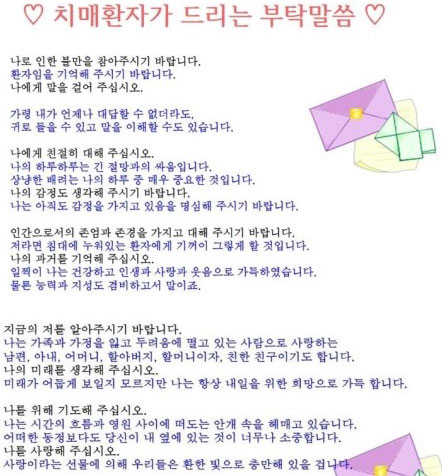 ♡ 치매환자가 드리는 부탁말씀 ♡
나로 인한 불만을 참아주시기 바랍니다.
환자임을 기억해 주시기 바랍니다.
나에게 말을 걸어 주십시오.
가령 내가 언제나 대답할 수 없더라도,
귀로 들을 수 있고 말을 이해할 수도 있습니다.
나에게 친절히 대해 주십시오.
나의 하루하루는 긴 절망과의 싸움입니다.
상냥한 배려는 나의 하루 중 매우 중요한 것입니다.
나의 감정도 생각해 주시기 바랍니다.
나는 아직도 감정을 가지고 있음을 명심해 주시기 바랍니다.
인간으로서의 존엄과 존경을 가지고 대해 주시기 바랍니다.
저라면 침대에 누워있는 환자에게 기꺼이 그렇게 할 것입니다.
나의 과거를 기억해 주십시오.
일찍이 나는 건강하고 인생과 사랑과 웃음으로 가득하였습니다.
물론 능력과 지성도 겸비하고서 말이죠.
지금의 저를 알아주시기 바랍니다.
나는 가족과 가정을 잃고 두려움에 떨고 있는 사람으로 사랑하는
남편, 아내, 어머니, 할아버지, 할머니이자, 친한 친구이기도 합니다.
나의 미래를 생각해 주십시오.
미래가 어둡게 보일지 모르지만 나는 항상 내일을 위한 희망으로 가득 합니다.
나를 위해 기도해 주십시오.
나는 시간의 흐름과 영원 사이에 떠도는 안개 속을 헤매고 있습니다.
어떠한 동정보다도 당신이 내 옆에 있는 것이 너무나 소중합니다.
나를 사랑해 주십시오.
사랑이라는 선물에 의해 우리들은 환한 빛으로 충만해 있을 겁니다.